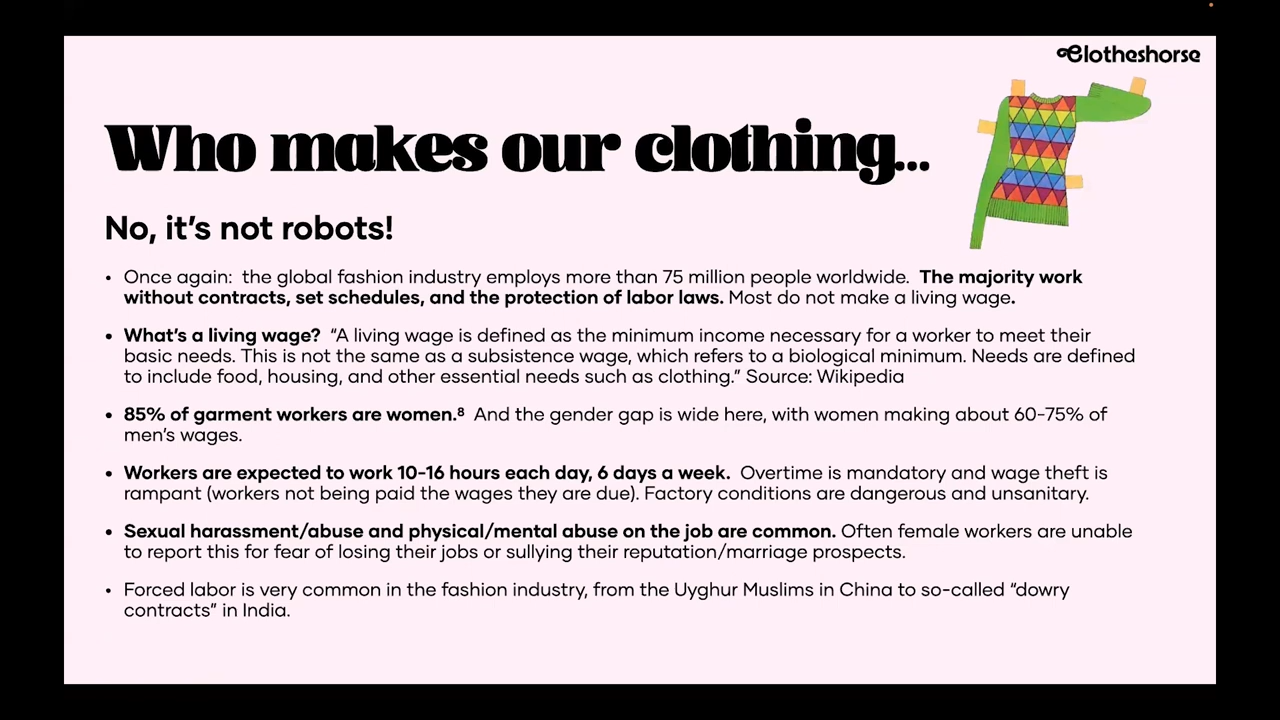 Clotheshorse
Who makes our clothing...
No, it's not robots!
• Once again:  the global fashion industry employs more than 75 million people worldwide.  The majority work
without contracts, set schedules, and the protection of labor laws. Most do not make a living wage.
• What's a living wage?  “A living wage is defined as the minimum income necessary for a worker to meet their
basic needs. This is not the same as a subsistence wage, which refers to a biological minimum. Needs are defined
to include food, housing, and other essential needs such as clothing.” Source: Wikipedia
• 85% of garment workers are women.⁸  And the gender gap is wide here, with women making about 60-75% of
men's wages.
• Workers are expected to work 10-16 hours each day, 6 days a week.  Overtime is mandatory and wage theft is
rampant (workers not being paid the wages they are due). Factory conditions are dangerous and unsanitary.
• Sexual harassment/abuse and physical/mental abuse on the job are common. Often female workers are unable
to report this for fear of losing their jobs or sullying their reputation/marriage prospects.
• Forced labor is very common in the fashion industry, from the Uyghur Muslims in China to so-called “dowry
contracts” in India.